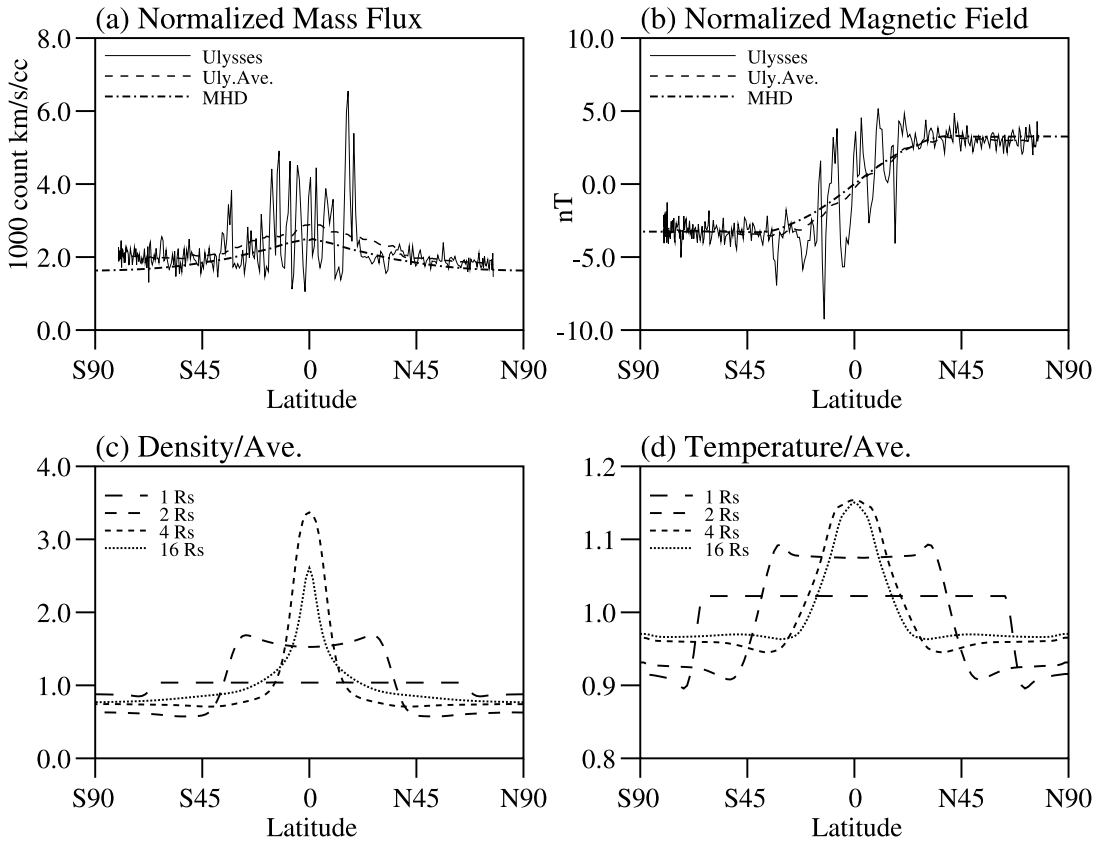 (a) Normalized Mass Flux
8.0
6.0
4.0
2.0
0.0
1000 count km/s/cc
Ulysses
Uly.Ave.
MHD
S90 S45 0 N45 N90
Latitude
(b) Normalized Magnetic Field
10.0
5.0
0.0
-5.0
-10.0
nT
Ulysses
Uly.Ave.
MHD
S90 S45 0 N45 N90
Latitude
(c) Density/Ave.
4.0
3.0
2.0
1.0
0.0
1 Rs
2 Rs
4 Rs
16 Rs
S90 S45 0 N45 N90
Latitude
(d) Temperature/Ave.
1.2
1.1
1.0
0.9
0.8
1 Rs
2 Rs
4 Rs
16 Rs
S90 S45 0 N45 N90
Latitude